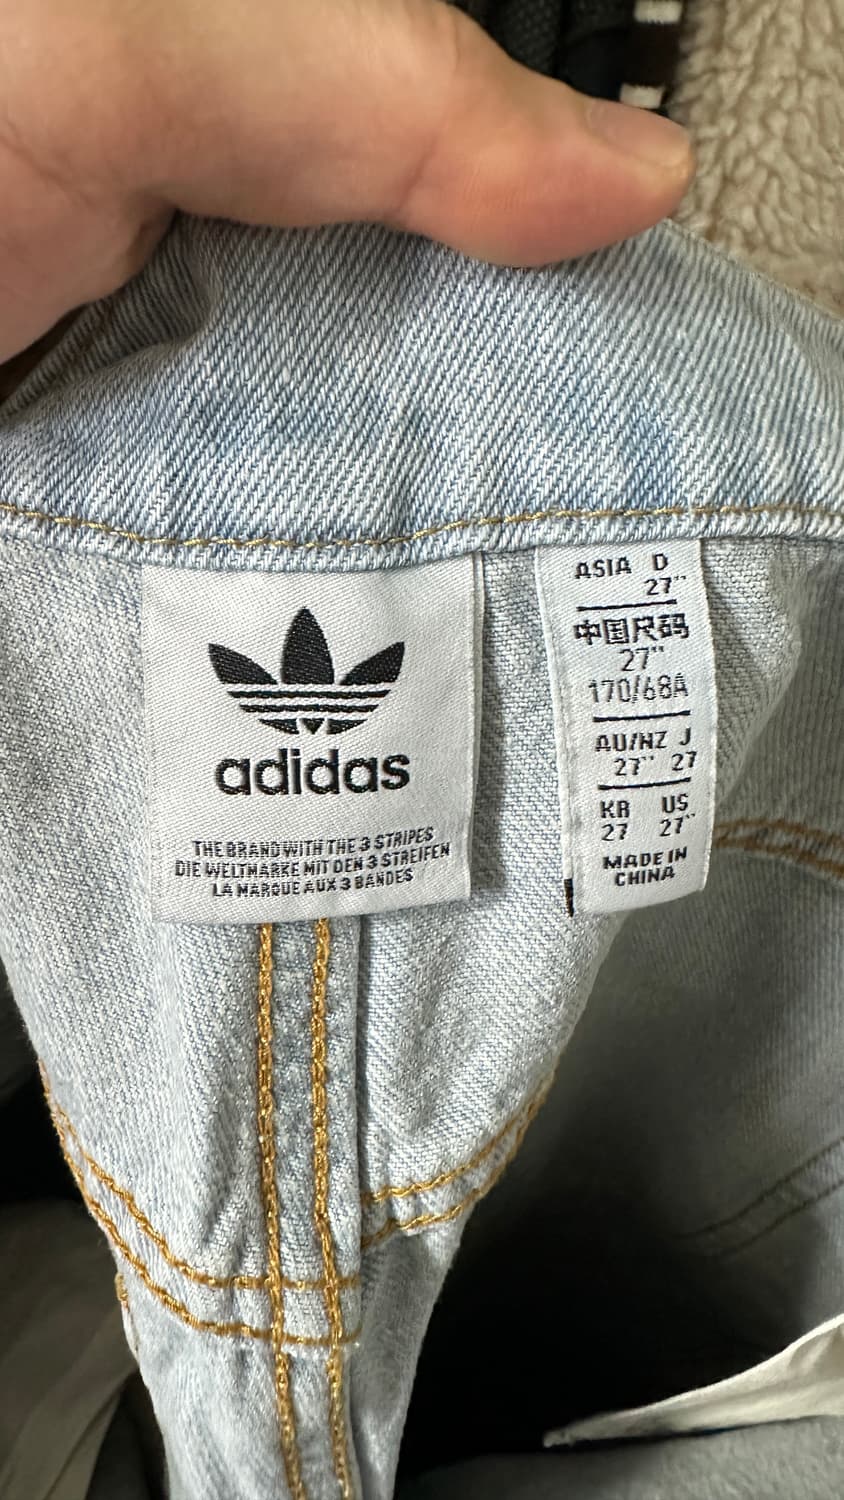 adidas
THE BRAND WITH THE 3 STRIPES
DIE WELTMARKE MIT DEN 3 STREIFEN
LA MARQUE AUX 3 BANDES
ASIA D
27"
中国尺码
27"
170/68A
AU/NZ J
27" 27
KR US
27 27"
MADE IN
CHINA